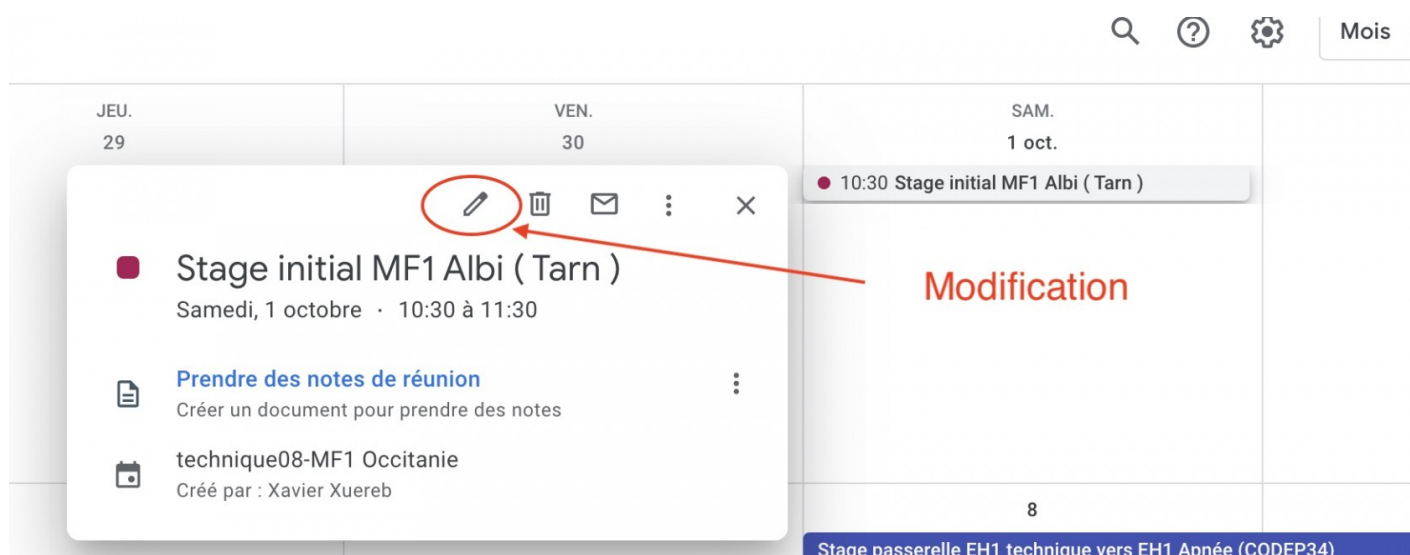 Mois
JEU.
29
VEN.
30
SAM.
1 oct.
10:30 Stage initial MF1 Albi ( Tarn )
Stage initial MF1 Albi ( Tarn )
Samedi, 1 octobre · 10:30 à 11:30
Modification
Prendre des notes de réunion
Créer un document pour prendre des notes
technique08-MF1 Occitanie
Créé par : Xavier Xuereb
8
Stage passerelle EH1 technique vers EH1 Apnée (CODEP34)